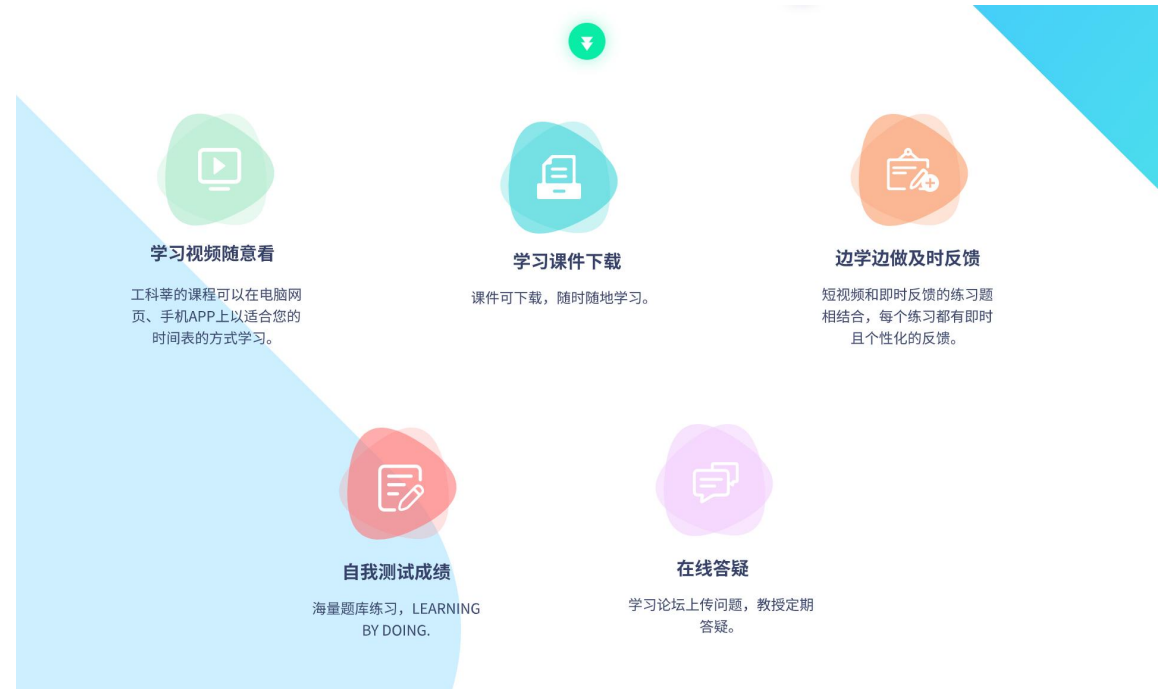 学习视频随意看
工科莘的课程可以在电脑网
页、手机APP上以适合您的
时间表的方式学习。
学习课件下载
课件可下载，随时随地学习。
边学边做及时反馈
短视频和即时反馈的练习题
相结合，每个练习都有即时
且个性化的反馈。
自我测试成绩
海量题库练习，LEARNING
BY DOING.
在线答疑
学习论坛上传问题，教授定期
答疑。